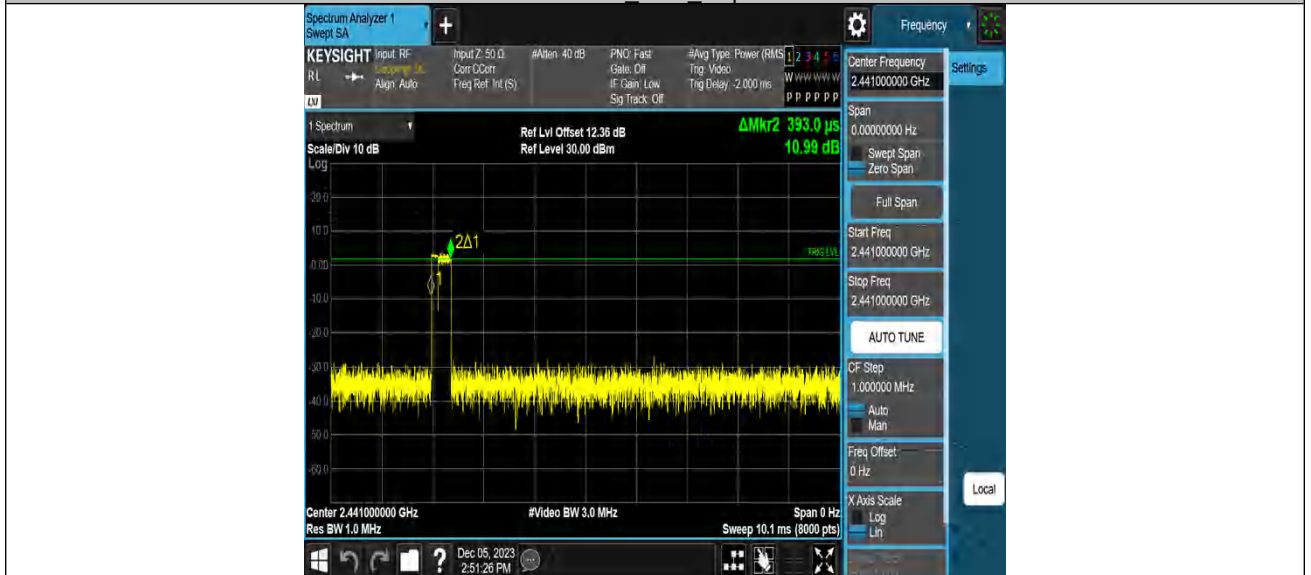 Spectrum Analyzer 1
Swept SA
+
Frequency
KEYSIGHT
RL
LXI
Input: RF
Align: Auto
Input Z: 50 Ω
Corr CCorr
Freq Ref: Int (S)
#Atten: 40 dB
PNO: Fast
Gate: Off
IF Gain: Low
Sig Track: Off
#Avg Type: Power (RMS
Trig: Video
Trig Delay: -2.000 ms
1 2 3 4 5 6
W W W W W W
P P P P P P
1 Spectrum
Scale/Div 10 dB
Log
Ref Lvl Offset 12.36 dB
Ref Level 30.00 dBm
ΔMkr2 393.0 µs
10.99 dB
20.0
10.0
0.00
-10.0
-20.0
-30.0
-40.0
-50.0
-60.0
2Δ1
1
TRIG LVL
Center 2.441000000 GHz
Res BW 1.0 MHz
#Video BW 3.0 MHz
Span 0 Hz
Sweep 10.1 ms (8000 pts)
Dec 05, 2023
2:51:26 PM
?
Center Frequency
2.441000000 GHz
Settings
Span
0.00000000 Hz
Swept Span
Zero Span
Full Span
Start Freq
2.441000000 GHz
Stop Freq
2.441000000 GHz
AUTO TUNE
CF Step
1.000000 MHz
Auto
Man
Freq Offset
0 Hz
X Axis Scale
Log
Lin
Local